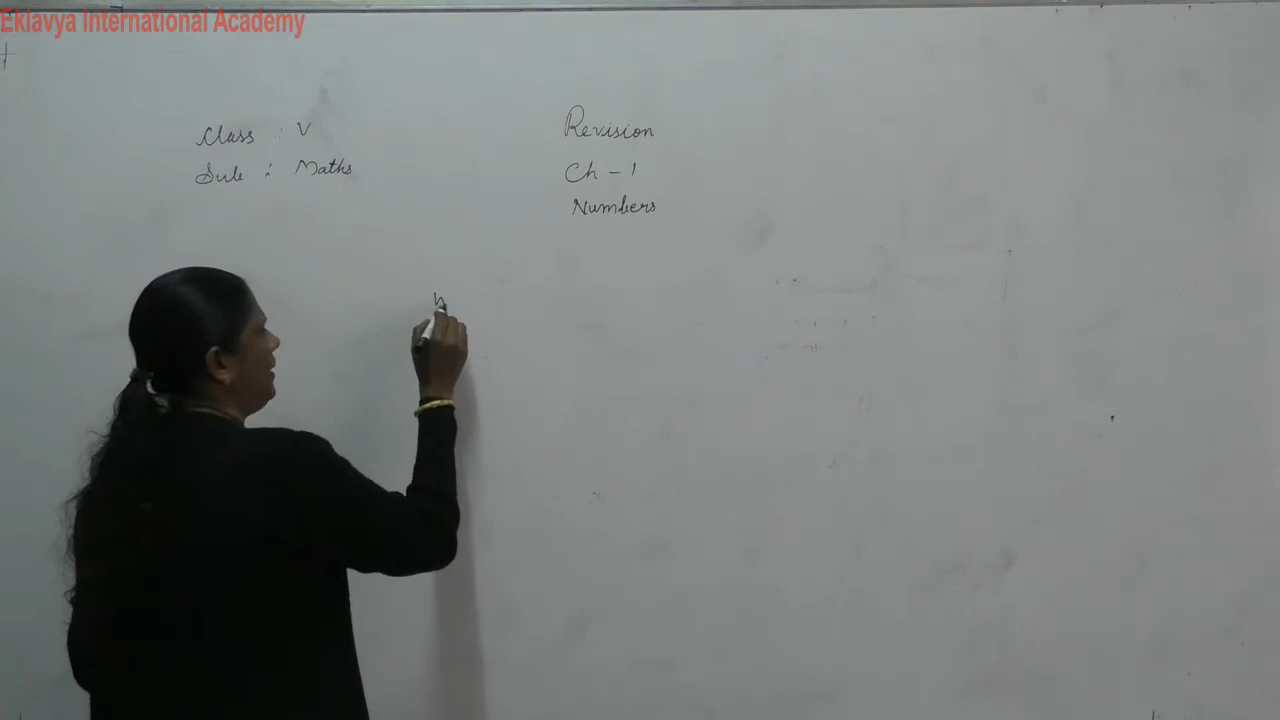 Eklavya International Academy
Class : V
Sub : Maths
Revision
Ch - 1
Numbers